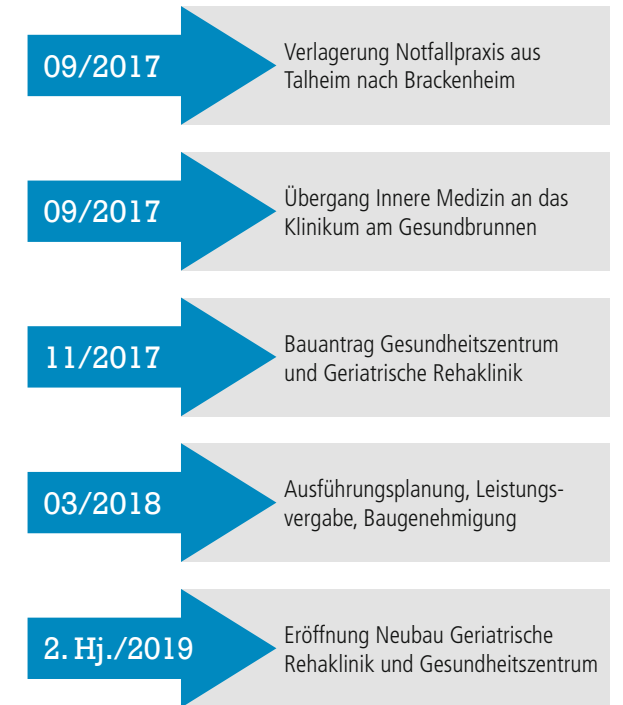 09/2017
Verlagerung Notfallpraxis aus
Talheim nach Brackenheim
09/2017
Übergang Innere Medizin an das
Klinikum am Gesundbrunnen
11/2017
Bauantrag Gesundheitszentrum
und Geriatrische Rehaklinik
03/2018
Ausführungsplanung, Leistungs-
vergabe, Baugenehmigung
2. Hj./2019
Eröffnung Neubau Geriatrische
Rehaklinik und Gesundheitszentrum